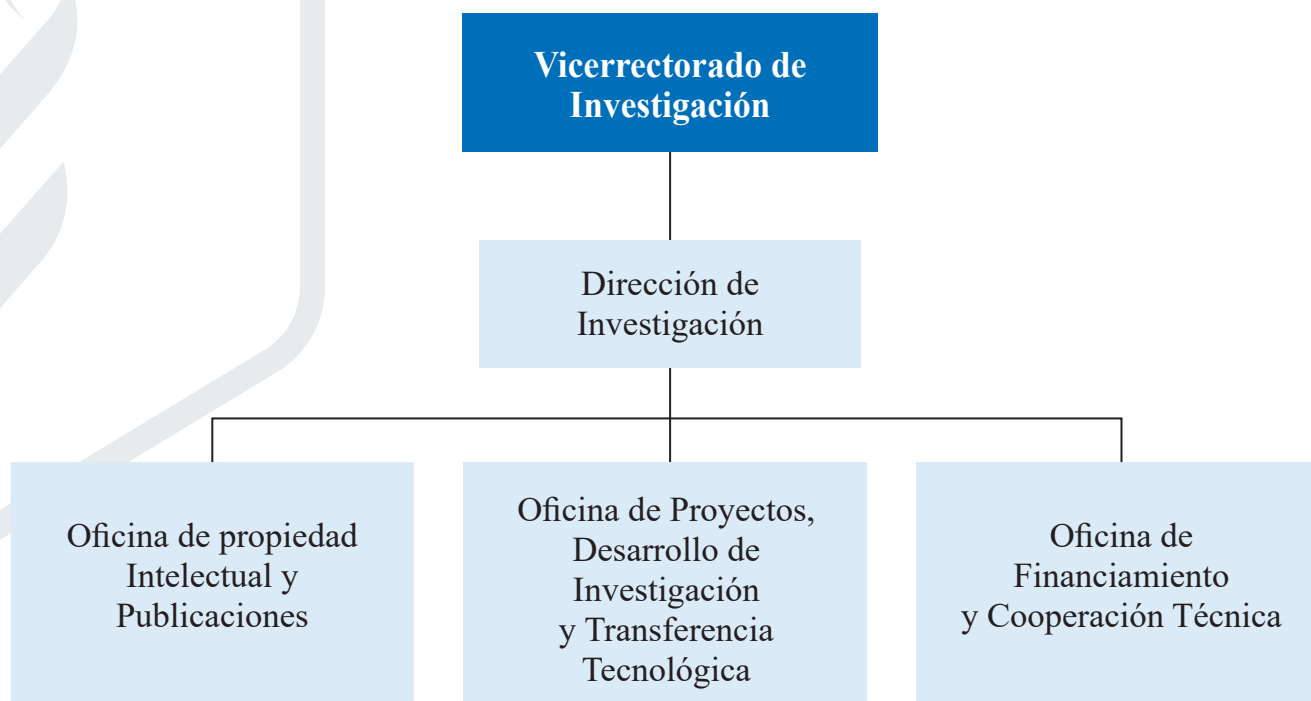 Vicerrectorado de
Investigación
Dirección de
Investigación
Oficina de propiedad
Intelectual y
Publicaciones
Oficina de Proyectos,
Desarrollo de
Investigación
y Transferencia
Tecnológica
Oficina de
Financiamiento
y Cooperación Técnica